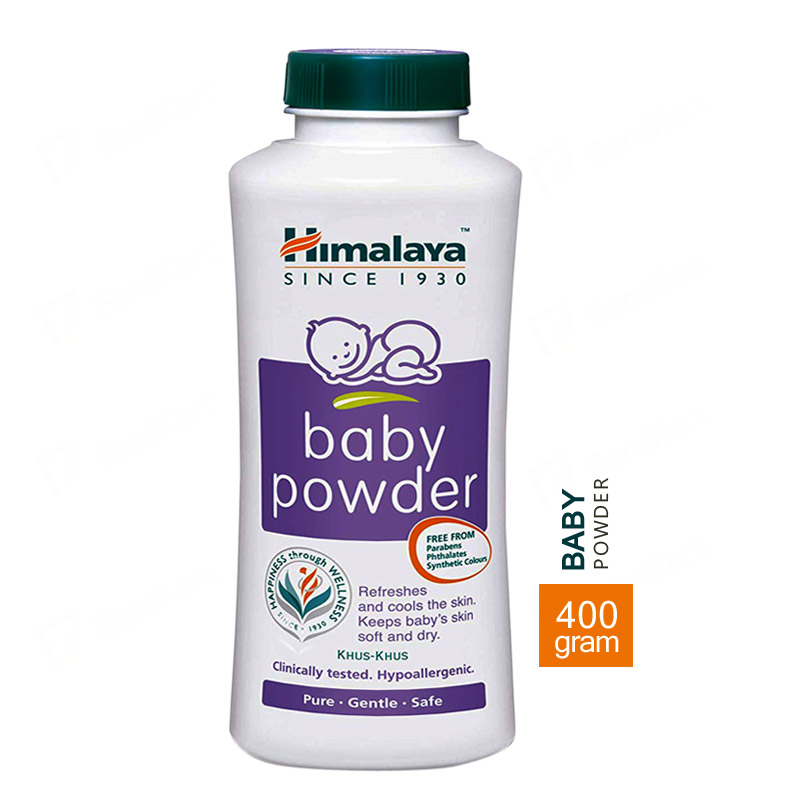 Himalaya™
SINCE 1930
baby
powder
FREE FROM
Parabens
Phthalates
Synthetic Colours
HAPPINESS through WELLNESS
SINCE · 1930
Refreshes
and cools the skin.
Keeps baby's skin
soft and dry.
KHUS-KHUS
Clinically tested. Hypoallergenic.
Pure · Gentle · Safe
BABY
POWDER
400
gram